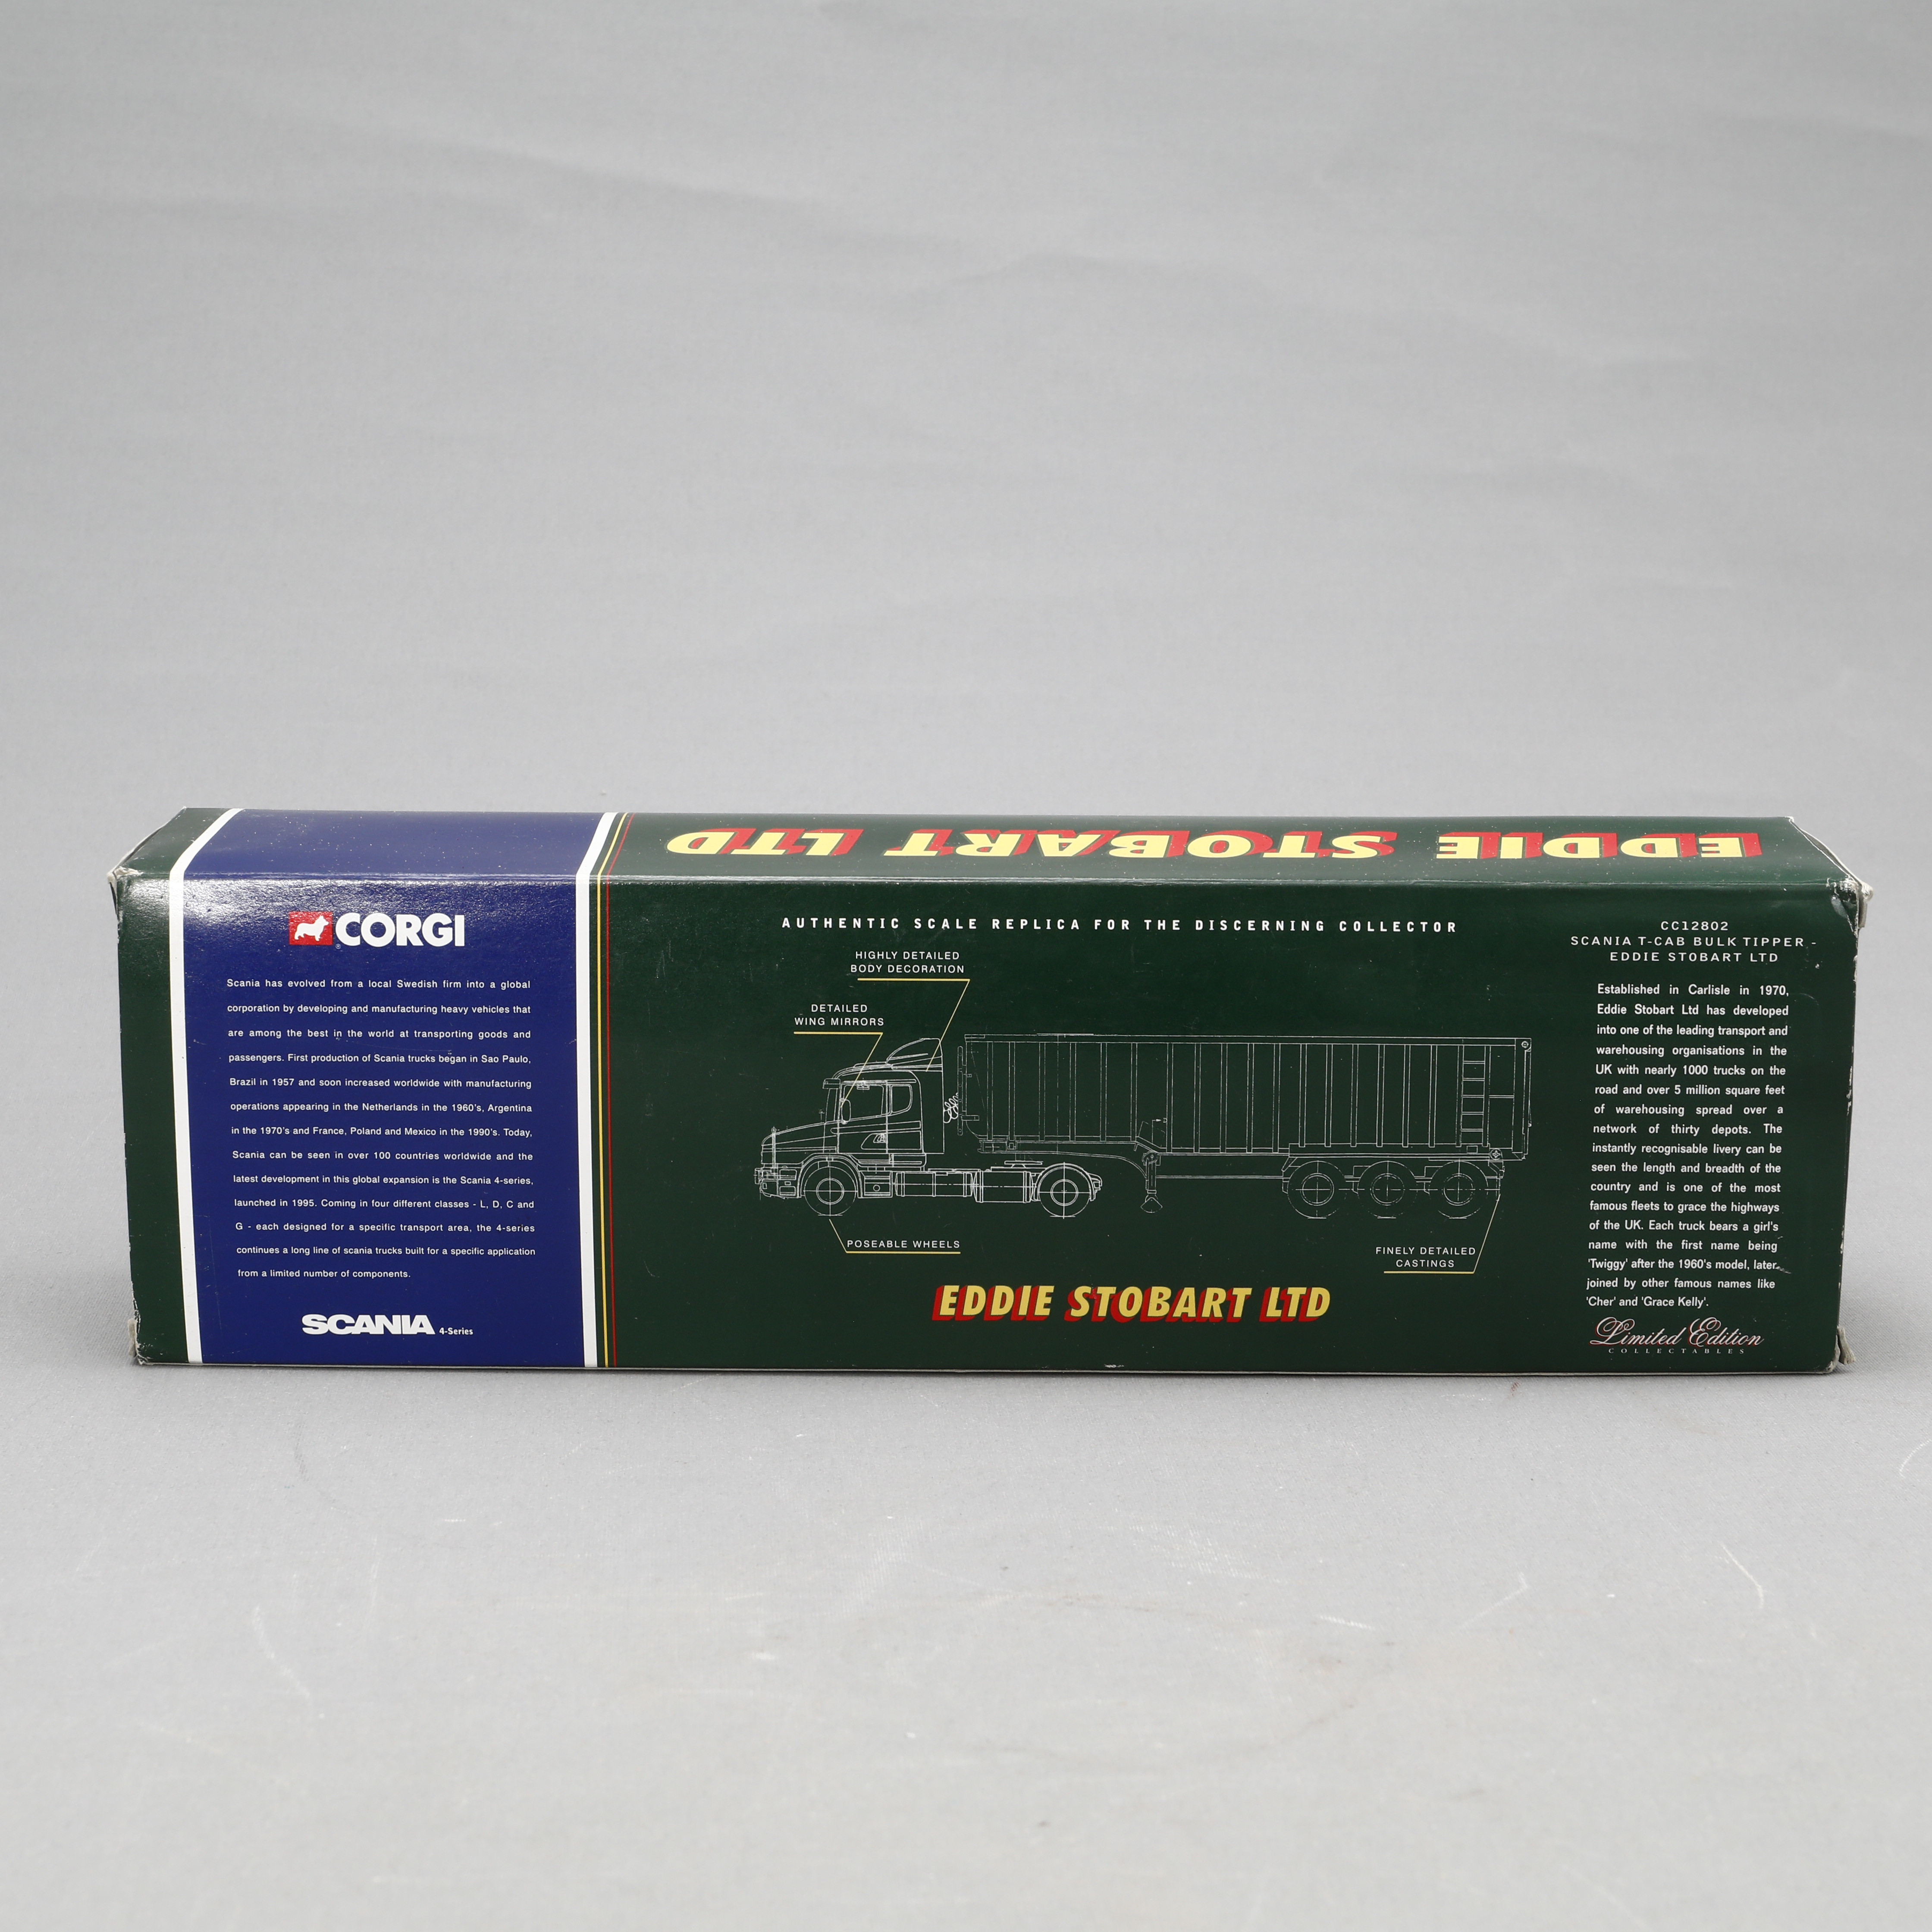 EDDIE STOBART LTD
CORGI
Scania has evolved from a local Swedish firm into a global
corporation by developing and manufacturing heavy vehicles that
are among the best in the world at transporting goods and
passengers. First production of Scania trucks began in Sao Paulo,
Brazil in 1957 and soon increased worldwide with manufacturing
operations appearing in the Netherlands in the 1960's, Argentina
in the 1970's and France, Poland and Mexico in the 1990's. Today,
Scania can be seen in over 100 countries worldwide and the
latest development in this global expansion is the Scania 4-series,
launched in 1995. Coming in four different classes - L, D, C and
G - each designed for a specific transport area, the 4-series
continues a long line of scania trucks built for a specific application
from a limited number of components.
SCANIA 4-Series
AUTHENTIC SCALE REPLICA FOR THE DISCERNING COLLECTOR
HIGHLY DETAILED
BODY DECORATION
DETAILED
WING MIRRORS
POSEABLE WHEELS
FINELY DETAILED
CASTINGS
EDDIE STOBART LTD
CC12802
SCANIA T-CAB BULK TIPPER -
EDDIE STOBART LTD
Established in Carlisle in 1970,
Eddie Stobart Ltd has developed
into one of the leading transport and
warehousing organisations in the
UK with nearly 1000 trucks on the
road and over 5 million square feet
of warehousing spread over a
network of thirty depots. The
instantly recognisable livery can be
seen the length and breadth of the
country and is one of the most
famous fleets to grace the highways
of the UK. Each truck bears a girl's
name with the first name being
'Twiggy' after the 1960's model, later
joined by other famous names like
'Cher' and 'Grace Kelly'.
Limited Edition
COLLECTABLES